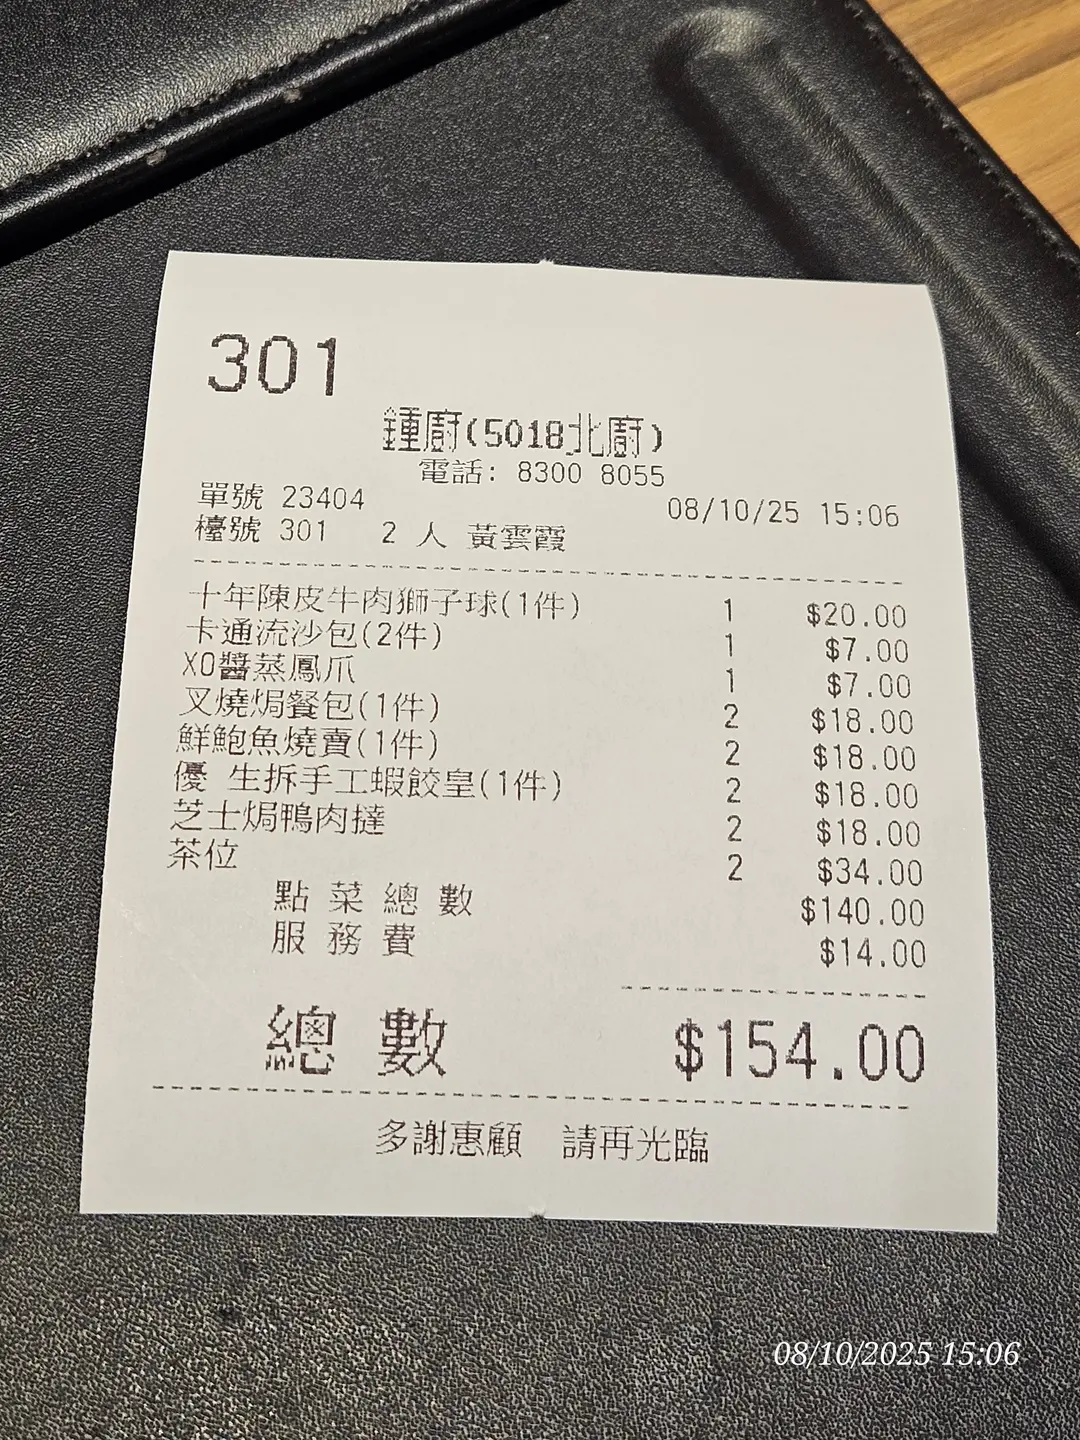 301
鍾廚(5018北廚)
電話: 8300 8055
單號 23404 08/10/25 15:06
檯號 301 2 人 黃雲霞
十年陳皮牛肉獅子球(1件) 1 $20.00
卡通流沙包(2件) 1 $7.00
XO醬蒸鳳爪 1 $7.00
叉燒焗餐包(1件) 2 $18.00
鮮鮑魚燒賣(1件) 2 $18.00
優 生拆手工蝦餃皇(1件) 2 $18.00
芝士焗鴨肉撻 2 $18.00
茶位 2 $34.00
點 菜 總 數 $140.00
服 務 費 $14.00
總 數 $154.00
多謝惠顧 請再光臨
08/10/2025 15:06